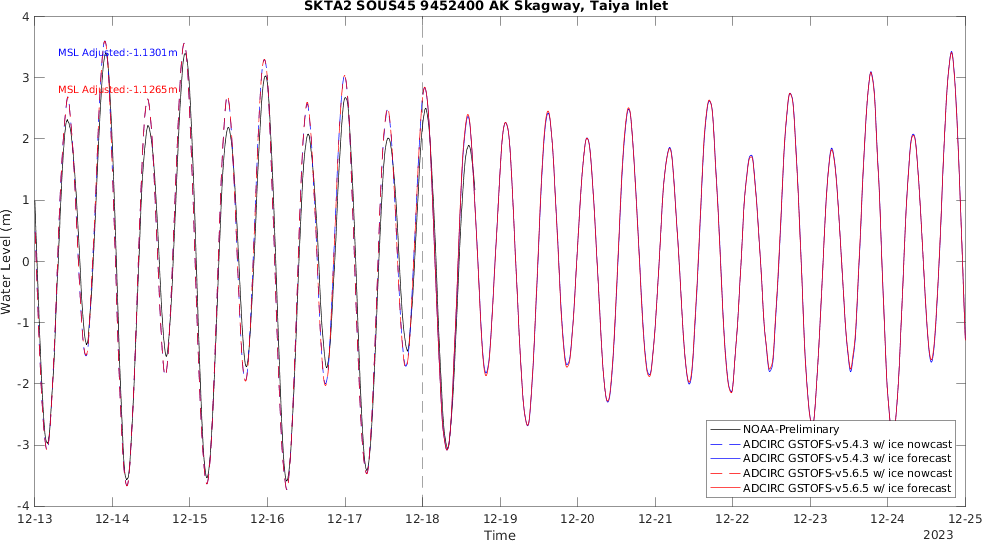 SKTA2 SOUS45 9452400 AK Skagway, Taiya Inlet
MSL Adjusted:-1.1301m
MSL Adjusted:-1.1265m
Water Level (m)
4
3
2
1
0
-1
-2
-3
-4
NOAA-Preliminary
ADCIRC GSTOFS-v5.4.3 w/ ice nowcast
ADCIRC GSTOFS-v5.4.3 w/ ice forecast
ADCIRC GSTOFS-v5.6.5 w/ ice nowcast
ADCIRC GSTOFS-v5.6.5 w/ ice forecast
12-13 12-14 12-15 12-16 12-17 12-18 12-19 12-20 12-21 12-22 12-23 12-24 12-25
Time
2023